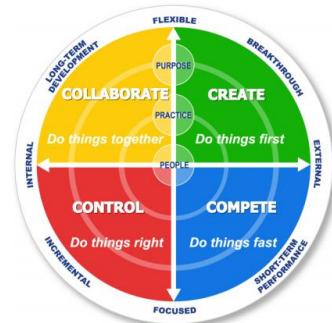 FLEXIBLE
LONG-TERM
DEVELOPMENT
BREAKTHROUGH
PURPOSE
COLLABORATE
CREATE
PRACTICE
Do things together
Do things first
PEOPLE
INTERNAL
EXTERNAL
CONTROL
COMPETE
Do things right
Do things fast
INCREMENTAL
SHORT-TERM
PERFORMANCE
FOCUSED